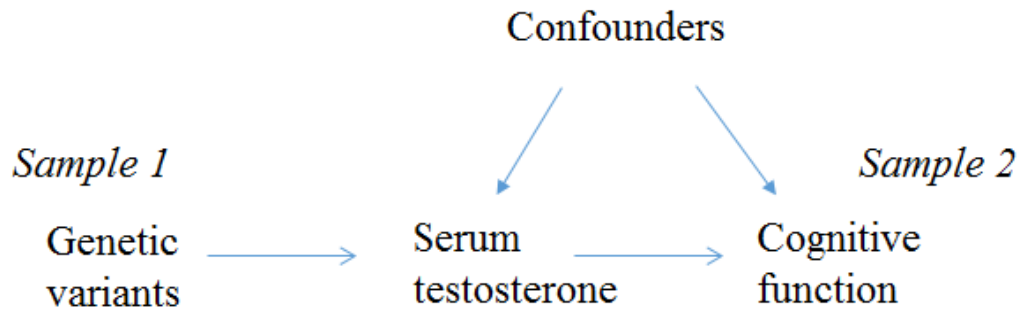 Confounders
Sample 1
Sample 2
Genetic
variants
Serum
testosterone
Cognitive
function